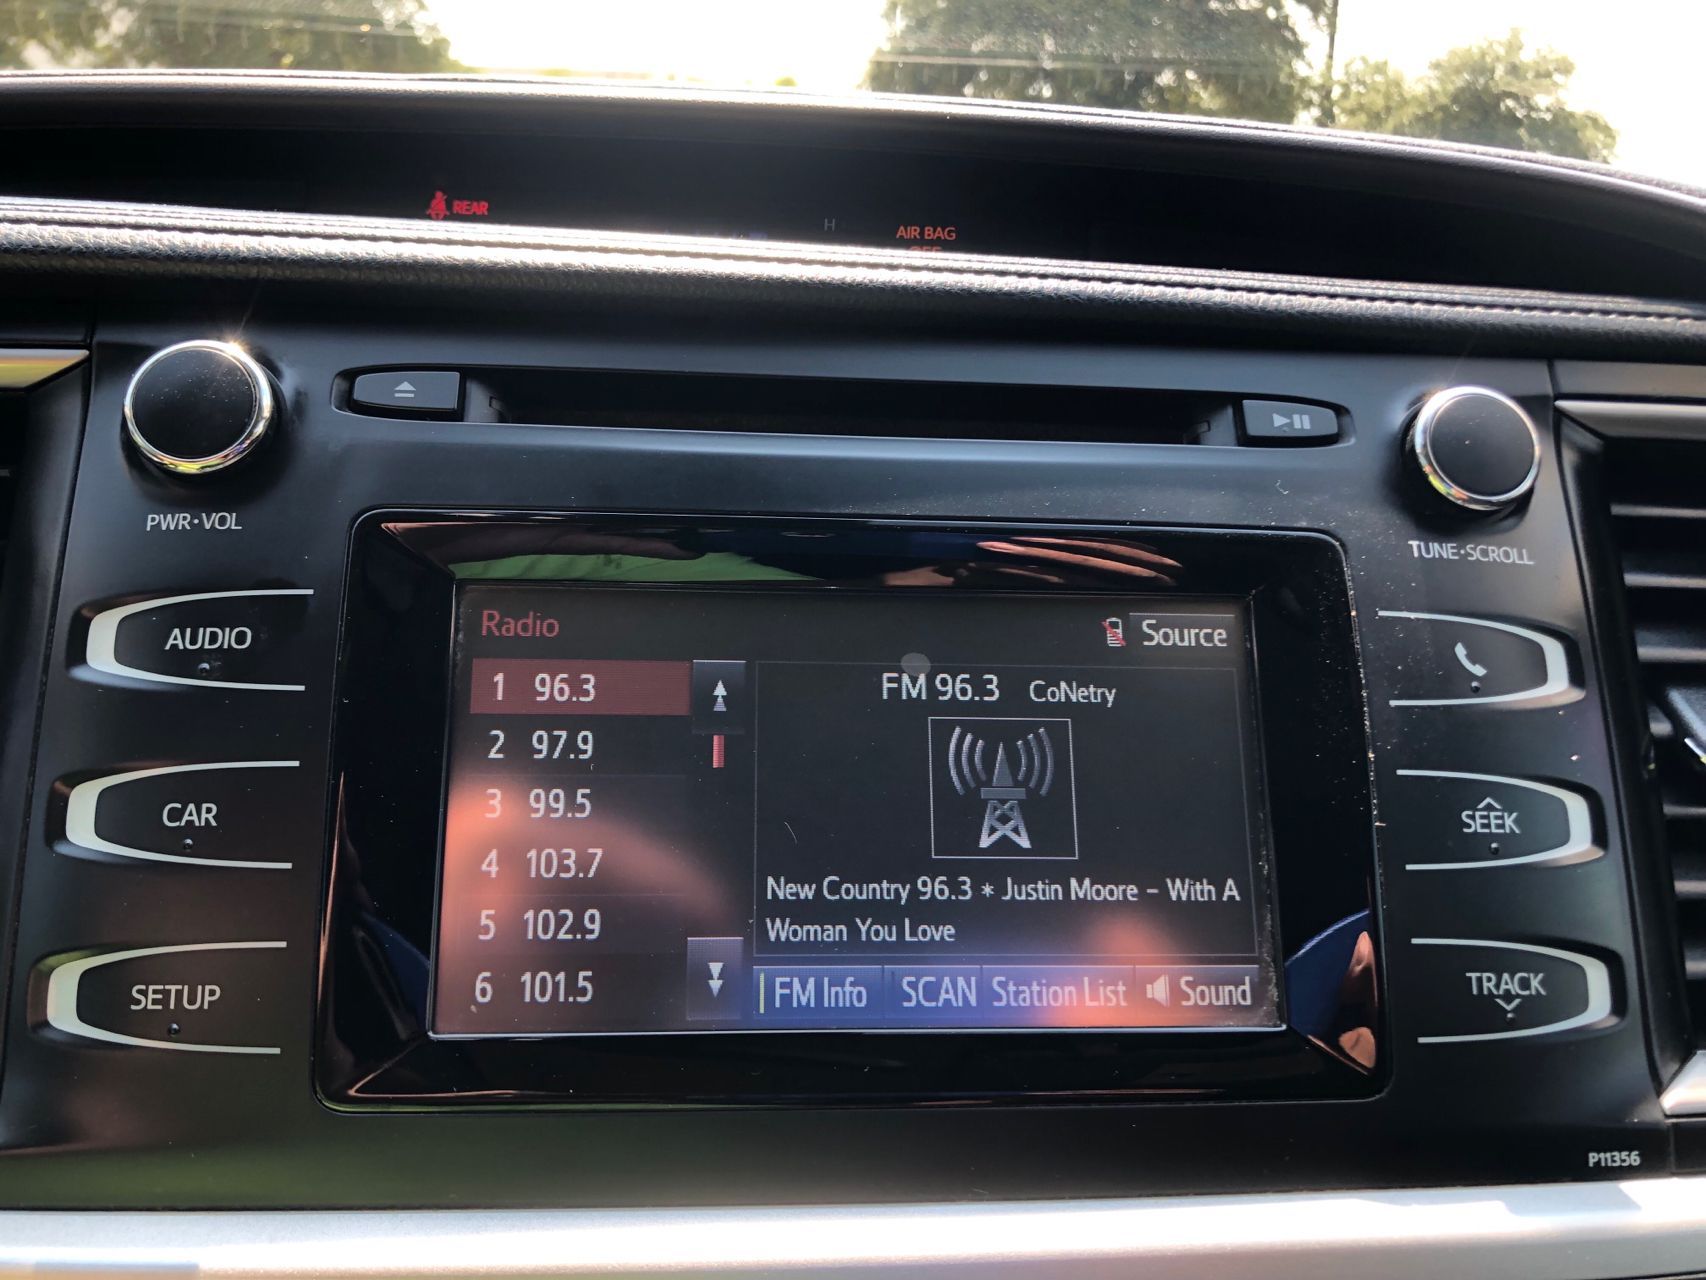 REAR
H
AIR BAG
OFF
PWR•VOL
TUNE•SCROLL
AUDIO
CAR
SETUP
Radio
Source
1 96.3
2 97.9
3 99.5
4 103.7
5 102.9
6 101.5
FM 96.3 CoNetry
New Country 96.3 * Justin Moore - With A
Woman You Love
FM Info
SCAN
Station List
Sound
SEEK
TRACK
P11356